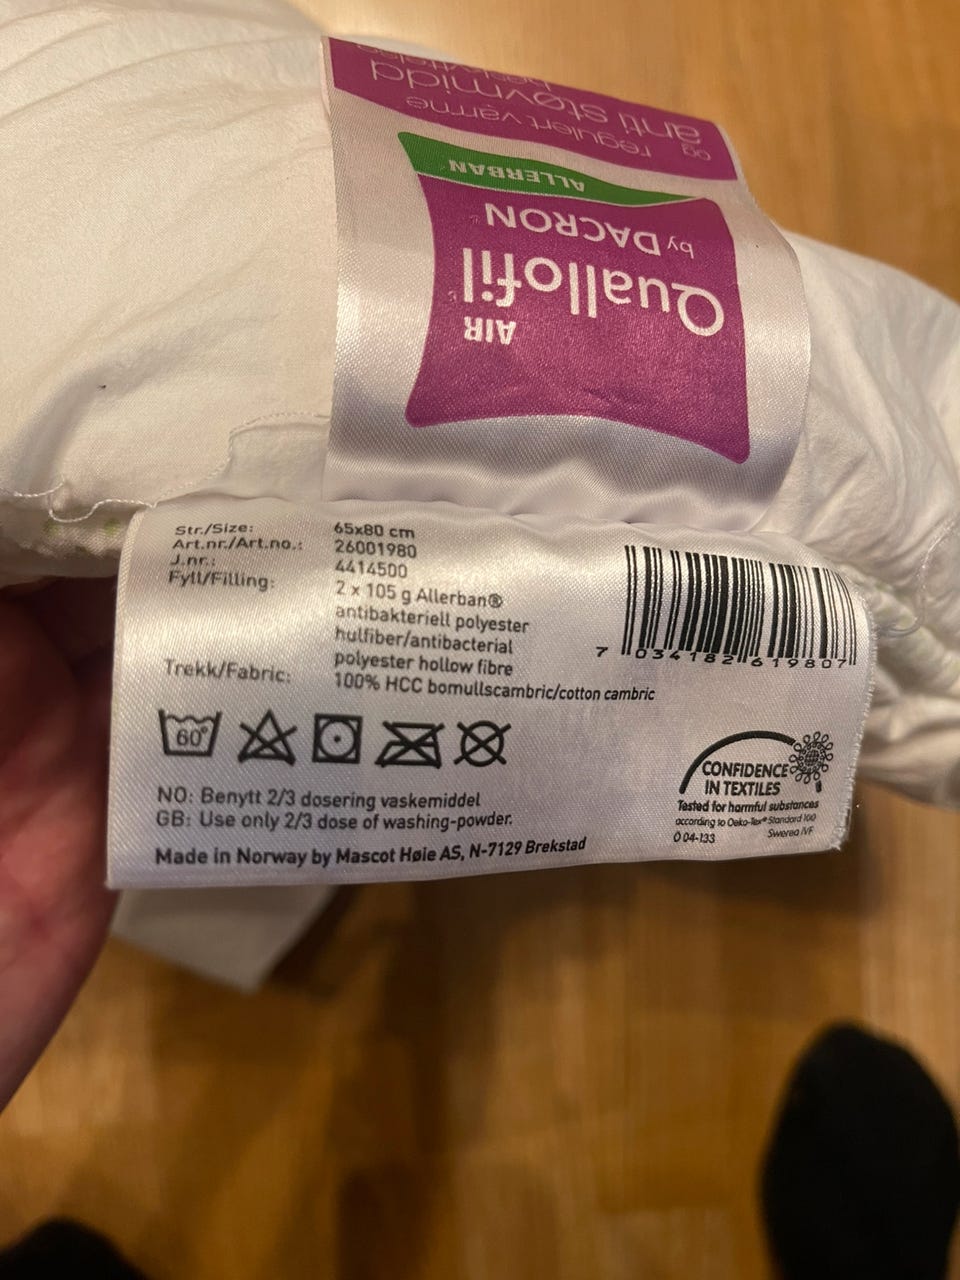 og regulert varme
anti støvmidd
ALLERBAN
by DACRON
Quallofil®
AIR
Str./Size: 65x80 cm
Art.nr./Art.no.: 26001980
J.nr.: 4414500
Fyll/Filling: 2 x 105 g Allerban®
antibakteriell polyester
hulfiber/antibacterial
polyester hollow fibre
Trekk/Fabric: 100% HCC bomullscambric/cotton cambric
7 034182 619807
60°
NO: Benytt 2/3 dosering vaskemiddel
GB: Use only 2/3 dose of washing-powder.
Made in Norway by Mascot Høie AS, N-7129 Brekstad
CONFIDENCE
IN TEXTILES
Tested for harmful substances
according to Oeko-Tex® Standard 100
O 04-133 Swerea IVF